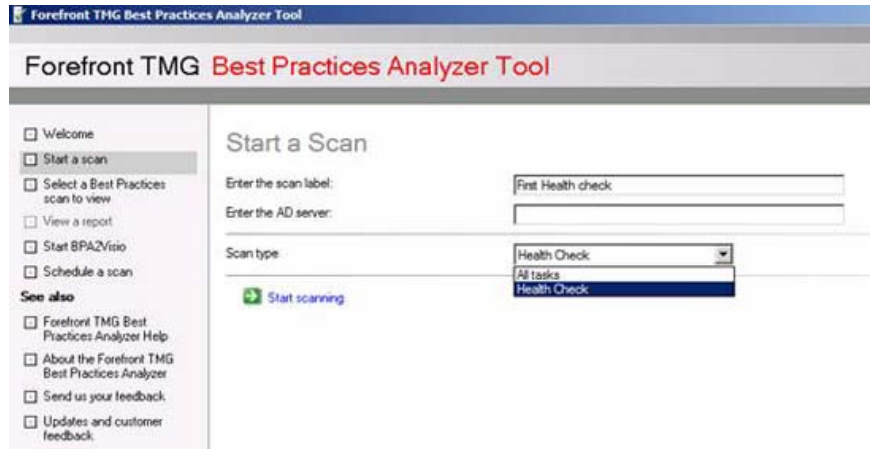 Forefront TMG Best Practices Analyzer Tool
Forefront TMG Best Practices Analyzer Tool
Welcome
Start a scan
Select a Best Practices
scan to view
View a report
Start BPA2Visio
Schedule a scan
See also
Forefront TMG Best
Practices Analyzer Help
About the Forefront TMG
Best Practices Analyzer
Send us your feedback
Updates and customer
feedback
Start a Scan
Enter the scan label:
First Health check
Enter the AD server:
Scan type
Health Check
All tasks
Health Check
Start scanning